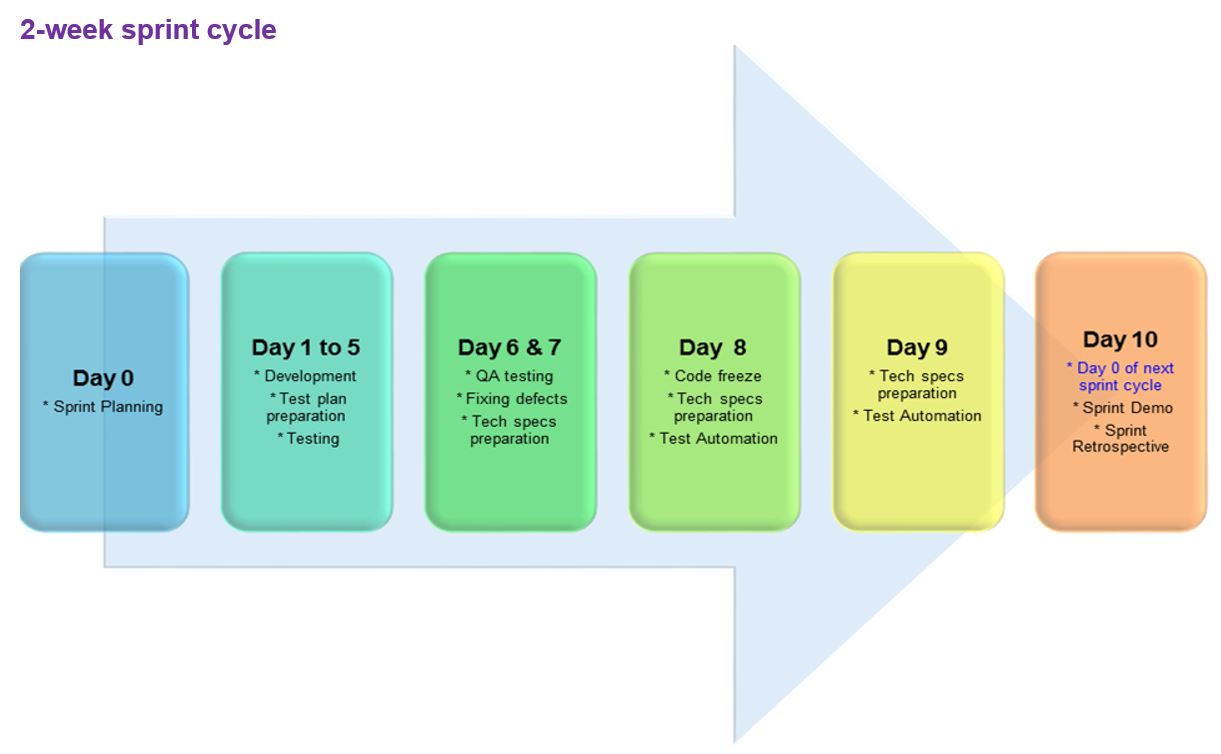 2-week sprint cycle
Day 0
* Sprint Planning
Day 1 to 5
* Development
* Test plan
preparation
* Testing
Day 6 & 7
* QA testing
* Fixing defects
* Tech specs
preparation
Day 8
* Code freeze
* Tech specs
preparation
* Test Automation
Day 9
* Tech specs
preparation
* Test Automation
Day 10
* Day 0 of next
sprint cycle
* Sprint Demo
* Sprint
Retrospective